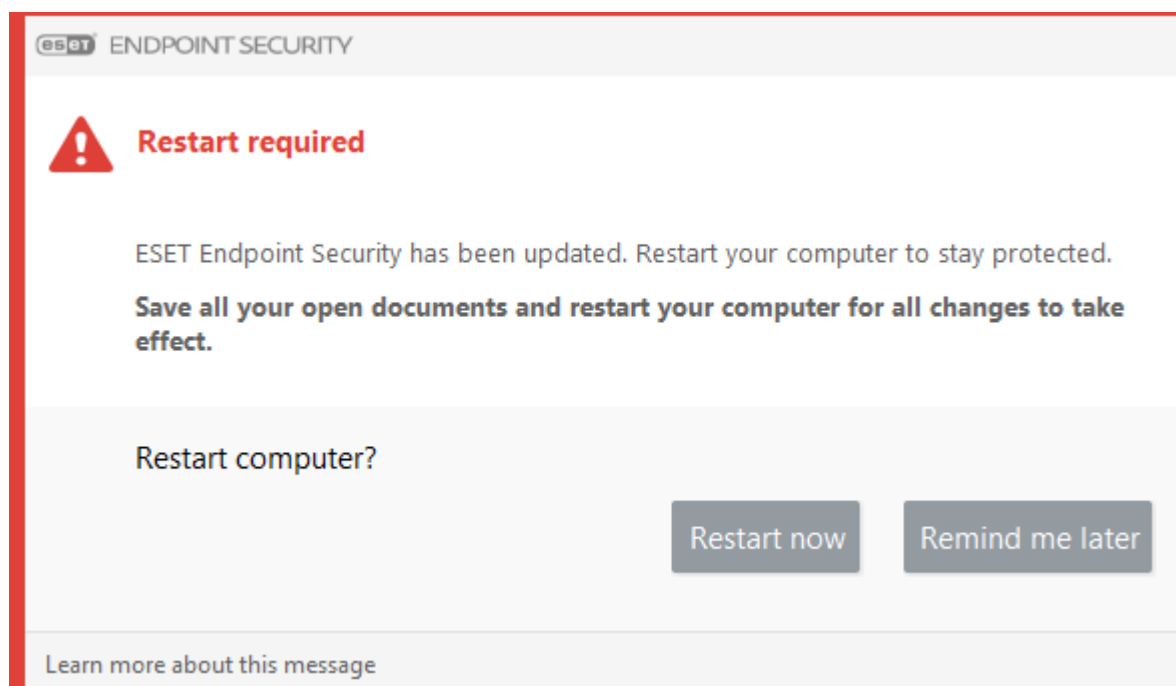 eset ENDPOINT SECURITY
Restart required
ESET Endpoint Security has been updated. Restart your computer to stay protected.
Save all your open documents and restart your computer for all changes to take
effect.
Restart computer?
Restart now
Remind me later
Learn more about this message